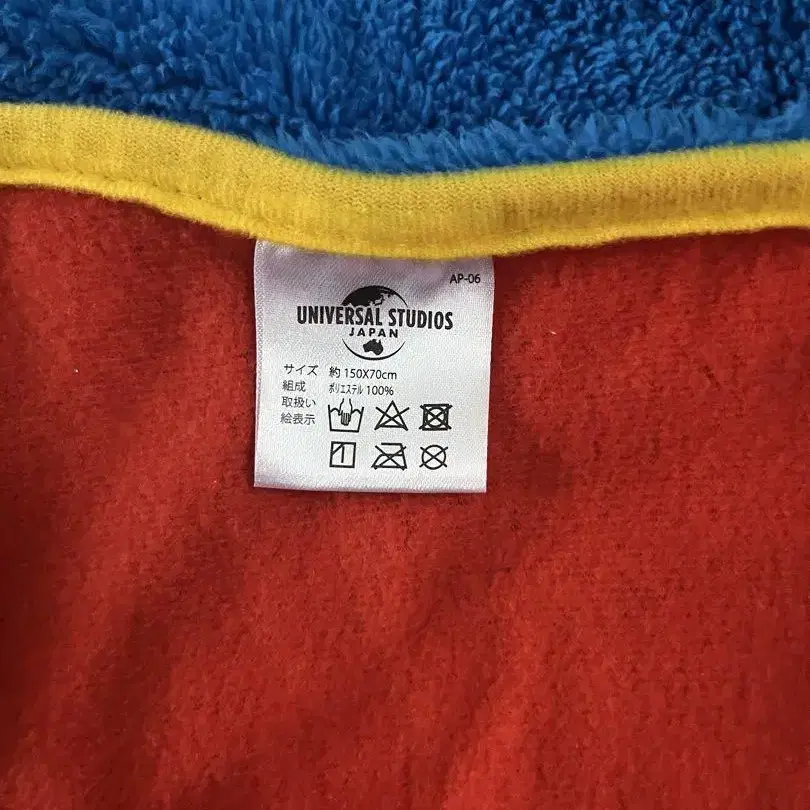 AP-06
UNIVERSAL STUDIOS
JAPAN
サイズ 約 150X70cm
組成 ポリエステル 100%
取扱い
絵表示